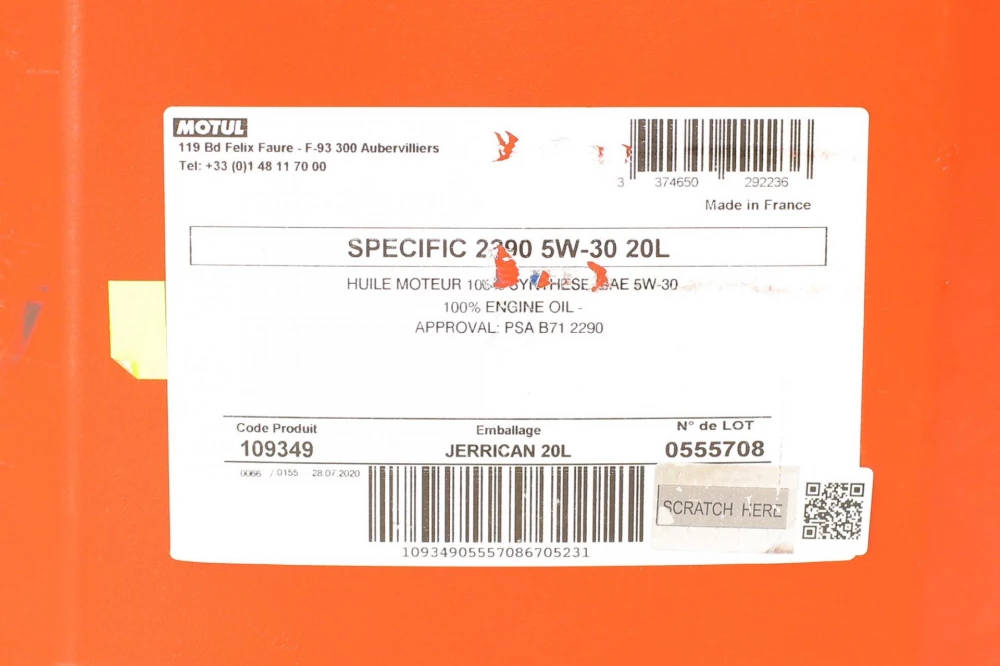 MOTUL
119 Bd Felix Faure - F-93 300 Aubervilliers
Tel: +33 (0)1 48 11 70 00
3 374650 292236
Made in France
SPECIFIC 2290 5W-30 20L
HUILE MOTEUR 100% SYNTHESE SAE 5W-30
100% ENGINE OIL -
APPROVAL: PSA B71 2290
Code Produit Emballage N° de LOT
109349 JERRICAN 20L 0555708
0066 / 0155 28.07.2020
SCRATCH HERE
10934905557086705231